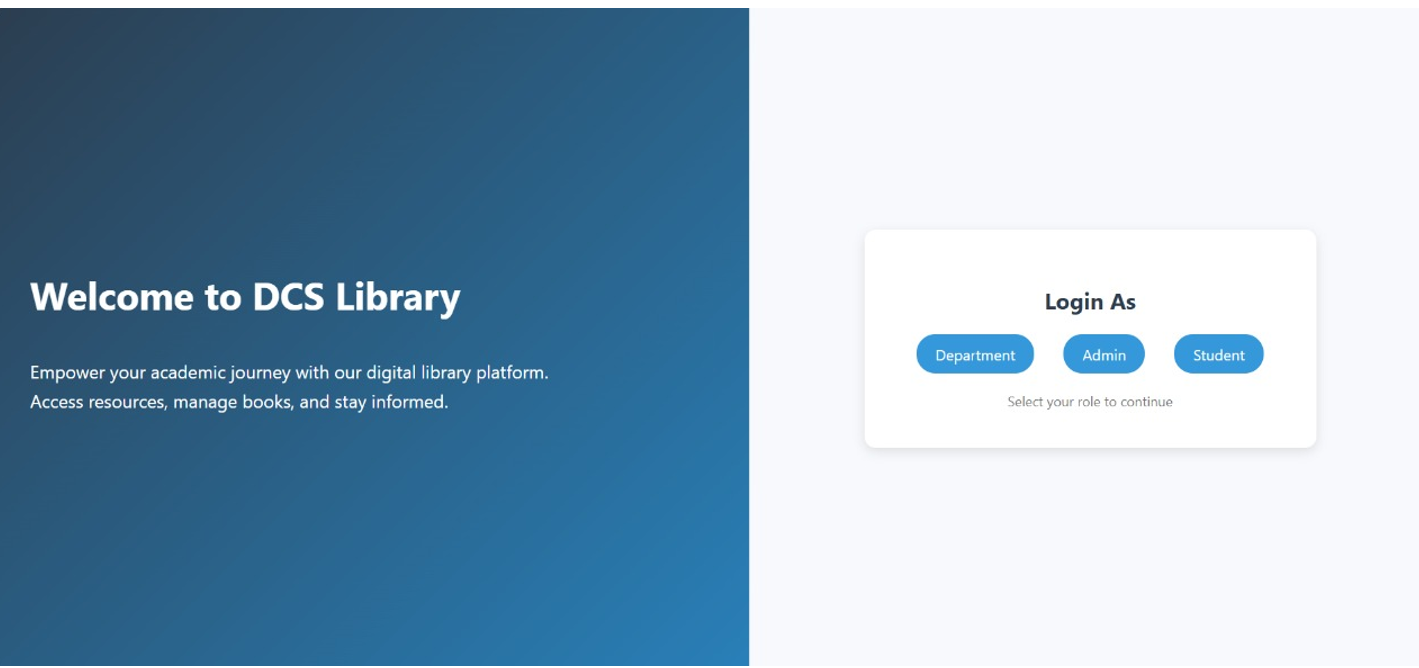 Welcome to DCS Library
Empower your academic journey with our digital library platform.
Access resources, manage books, and stay informed.
Login As
Department
Admin
Student
Select your role to continue